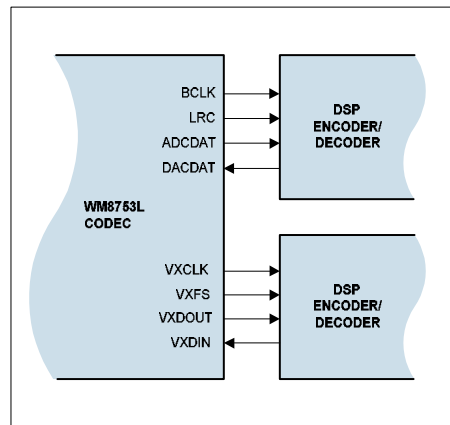 WM8753L
CODEC
BCLK
LRC
ADCDAT
DACDAT
VXCLK
VXFS
VXDOUT
VXDIN
DSP
ENCODER/
DECODER
DSP
ENCODER/
DECODER